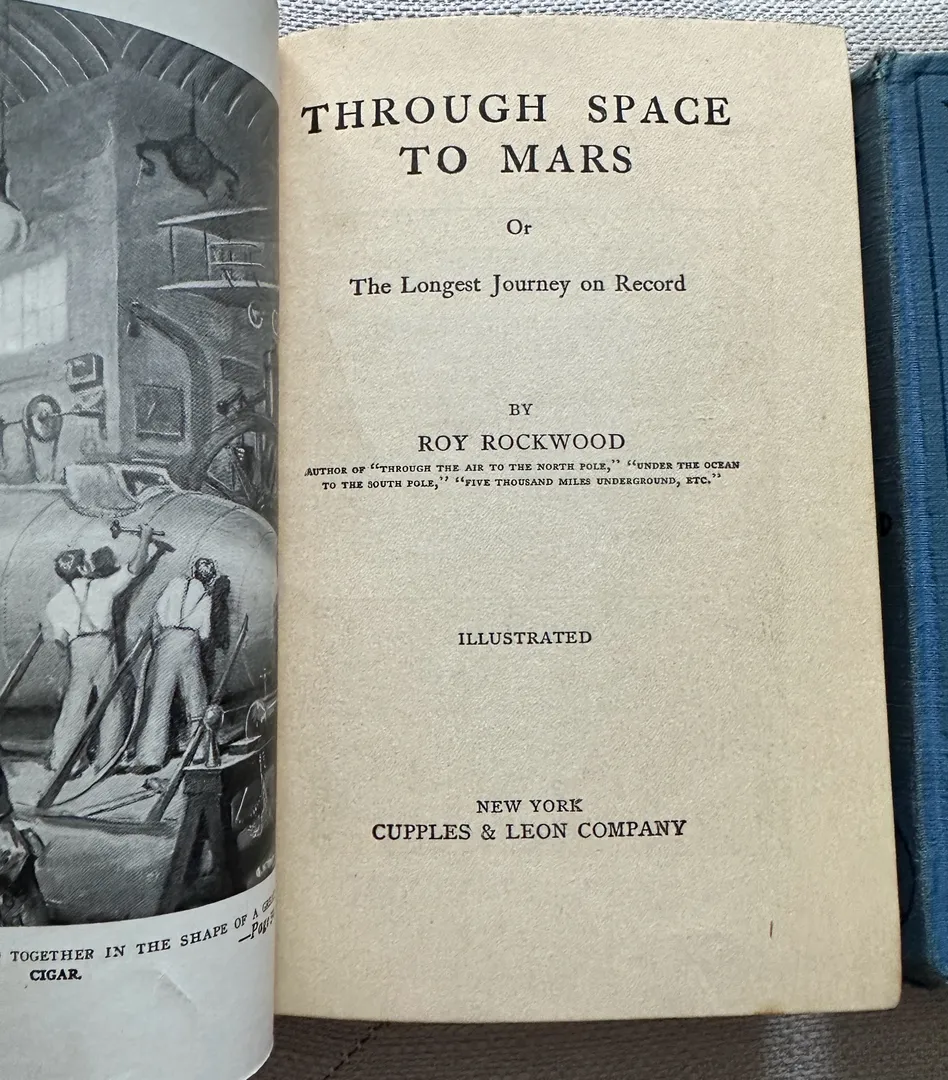 TOGETHER IN THE SHAPE OF A
CIGAR.
—Page
THROUGH SPACE
TO MARS
Or
The Longest Journey on Record
BY
ROY ROCKWOOD
AUTHOR OF “THROUGH THE AIR TO THE NORTH POLE,” “UNDER THE OCEAN
TO THE SOUTH POLE,” “FIVE THOUSAND MILES UNDERGROUND, ETC.”
ILLUSTRATED
NEW YORK
CUPPLES & LEON COMPANY